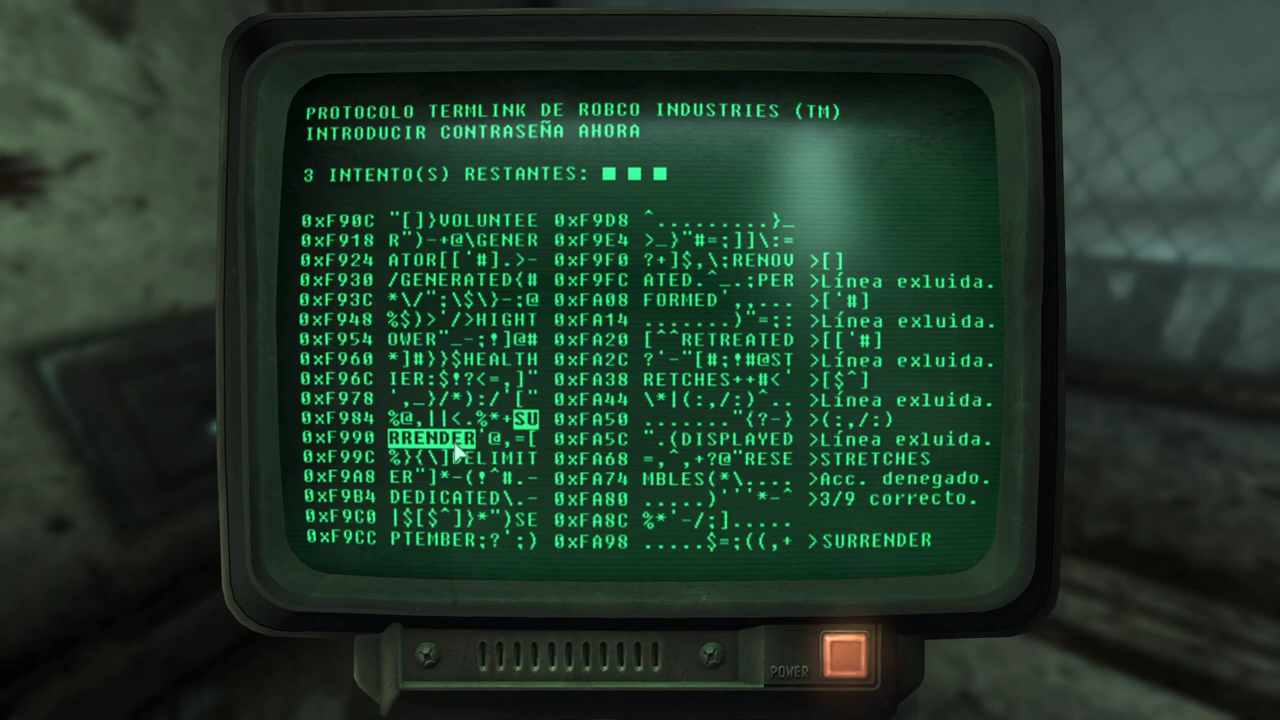 PROTOCOLO TERMLINK DE ROBCO INDUSTRIES (TM)
INTRODUCIR CONTRASEÑA AHORA
3 INTENTO(S) RESTANTES: ■ ■ ■
0xF90C "[]}VOLUNTEE 0xF9D8 ^.........}_
0xF918 R")-+@\GENER 0xF9E4 >_}"#=;]]\:=
0xF924 ATOR[['#].>- 0xF9F0 ?+]$,\;RENOV >[]
0xF930 /GENERATED{# 0xF9FC ATED.^_.;PER >Línea exluida.
0xF93C *\/";\$\}-;@ 0xFA08 FORMED',,... >['#]
0xF948 %$)>'/>HIGHT 0xFA14 .......)"=;: >Línea exluida.
0xF954 OWER"_-;!]@# 0xFA20 [^^RETREATED >[['#]
0xF960 *]#}}$HEALTH 0xFA2C ?'-"[#;!#@ST >Línea exluida.
0xF96C IER:$!?<=,]" 0xFA38 RETCHES++#<' >[$^]
0xF978 ',_}/*):/'[" 0xFA44 \*|(:,/:)^.. >Línea exluida.
0xF984 %@,||<.%*+SU 0xFA50 ......."{?-} >(:,/:)
0xF990 RRENDER'@,=[ 0xFA5C ".{DISPLAYED >Línea exluida.
0xF99C %}{\]DELIMIT 0xFA68 =,^,+?@"RESE >STRETCHES
0xF9A8 ER"]*-(!^#.- 0xFA74 MBLES(*\.... >Acc. denegado.
0xF9B4 DEDICATED\.- 0xFA80 .....)'''*-^ >3/9 correcto.
0xF9C0 |$[$^]}*")SE 0xFA8C %*'-/;].....
0xF9CC PTEMBER;?';) 0xFA98 .....$=;((,+ >SURRENDER
POWER